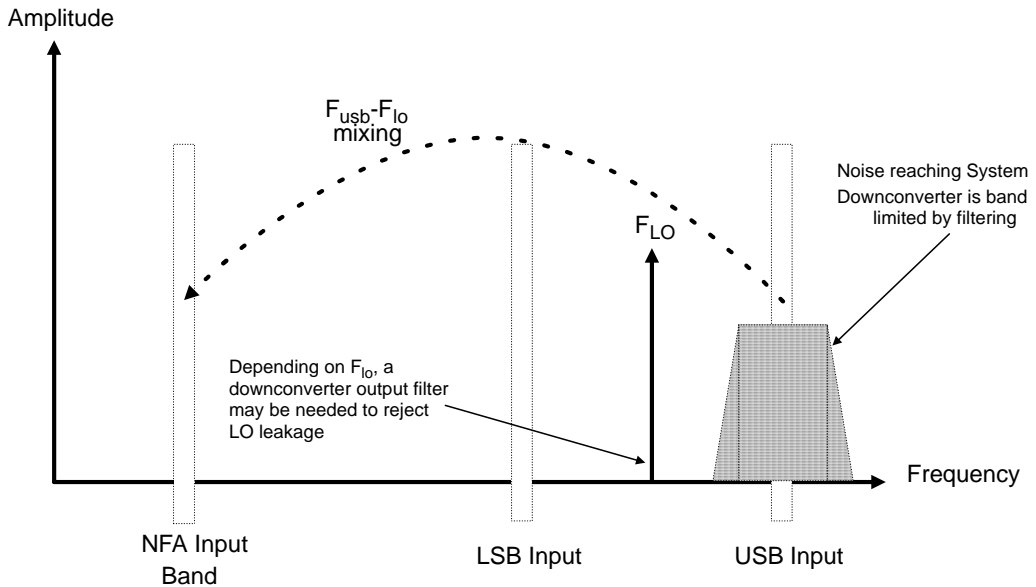 Amplitude
Fusb-Flo
mixing
Noise reaching System
Downconverter is band
limited by filtering
FLO
Depending on Flo, a
downconverter output filter
may be needed to reject
LO leakage
Frequency
NFA Input
Band
LSB Input
USB Input